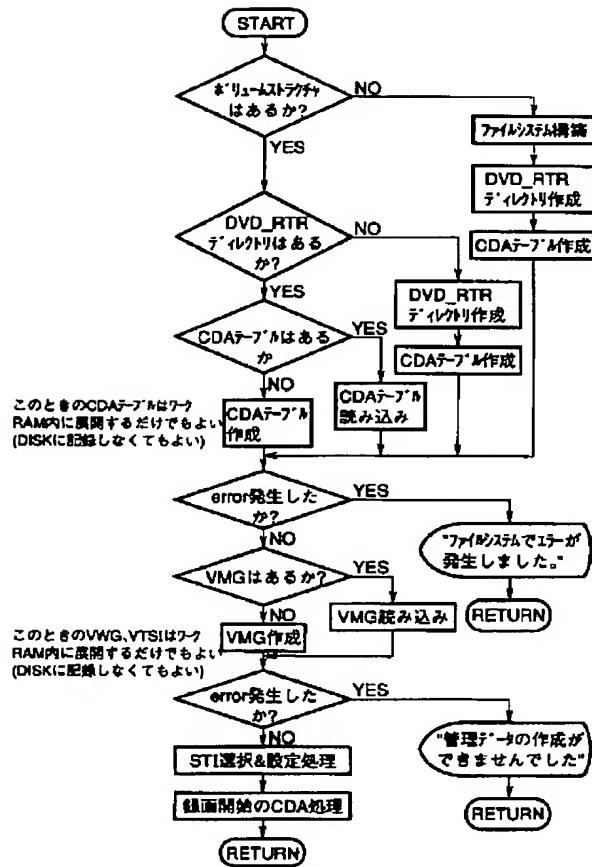 START
ボリュームストラクチャ
はあるか?
NO
YES
ファイルシステム構築
DVD_RTR
ディレクトリ作成
CDAテーブル作成
DVD_RTR
ディレクトリはある
か?
NO
YES
DVD_RTR
ディレクトリ作成
CDAテーブル作成
CDAテーブルはある
か
YES
NO
CDAテーブル
読み込み
このときのCDAテーブルはワーク
RAM内に展開するだけでもよい
(DISKに記録しなくてもよい)
CDAテーブル
作成
error発生した
か?
YES
NO
"ファイルシステムでエラーが
発生しました。"
RETURN
VMGはあるか?
YES
NO
VMG読み込み
このときのVWG、VTSIはワーク
RAM内に展開するだけでもよい
(DISKに記録しなくてもよい)
VMG作成
error発生した
か?
YES
NO
"管理データの作成が
できませんでした"
RETURN
STI選択&設定処理
録画開始のCDA処理
RETURN